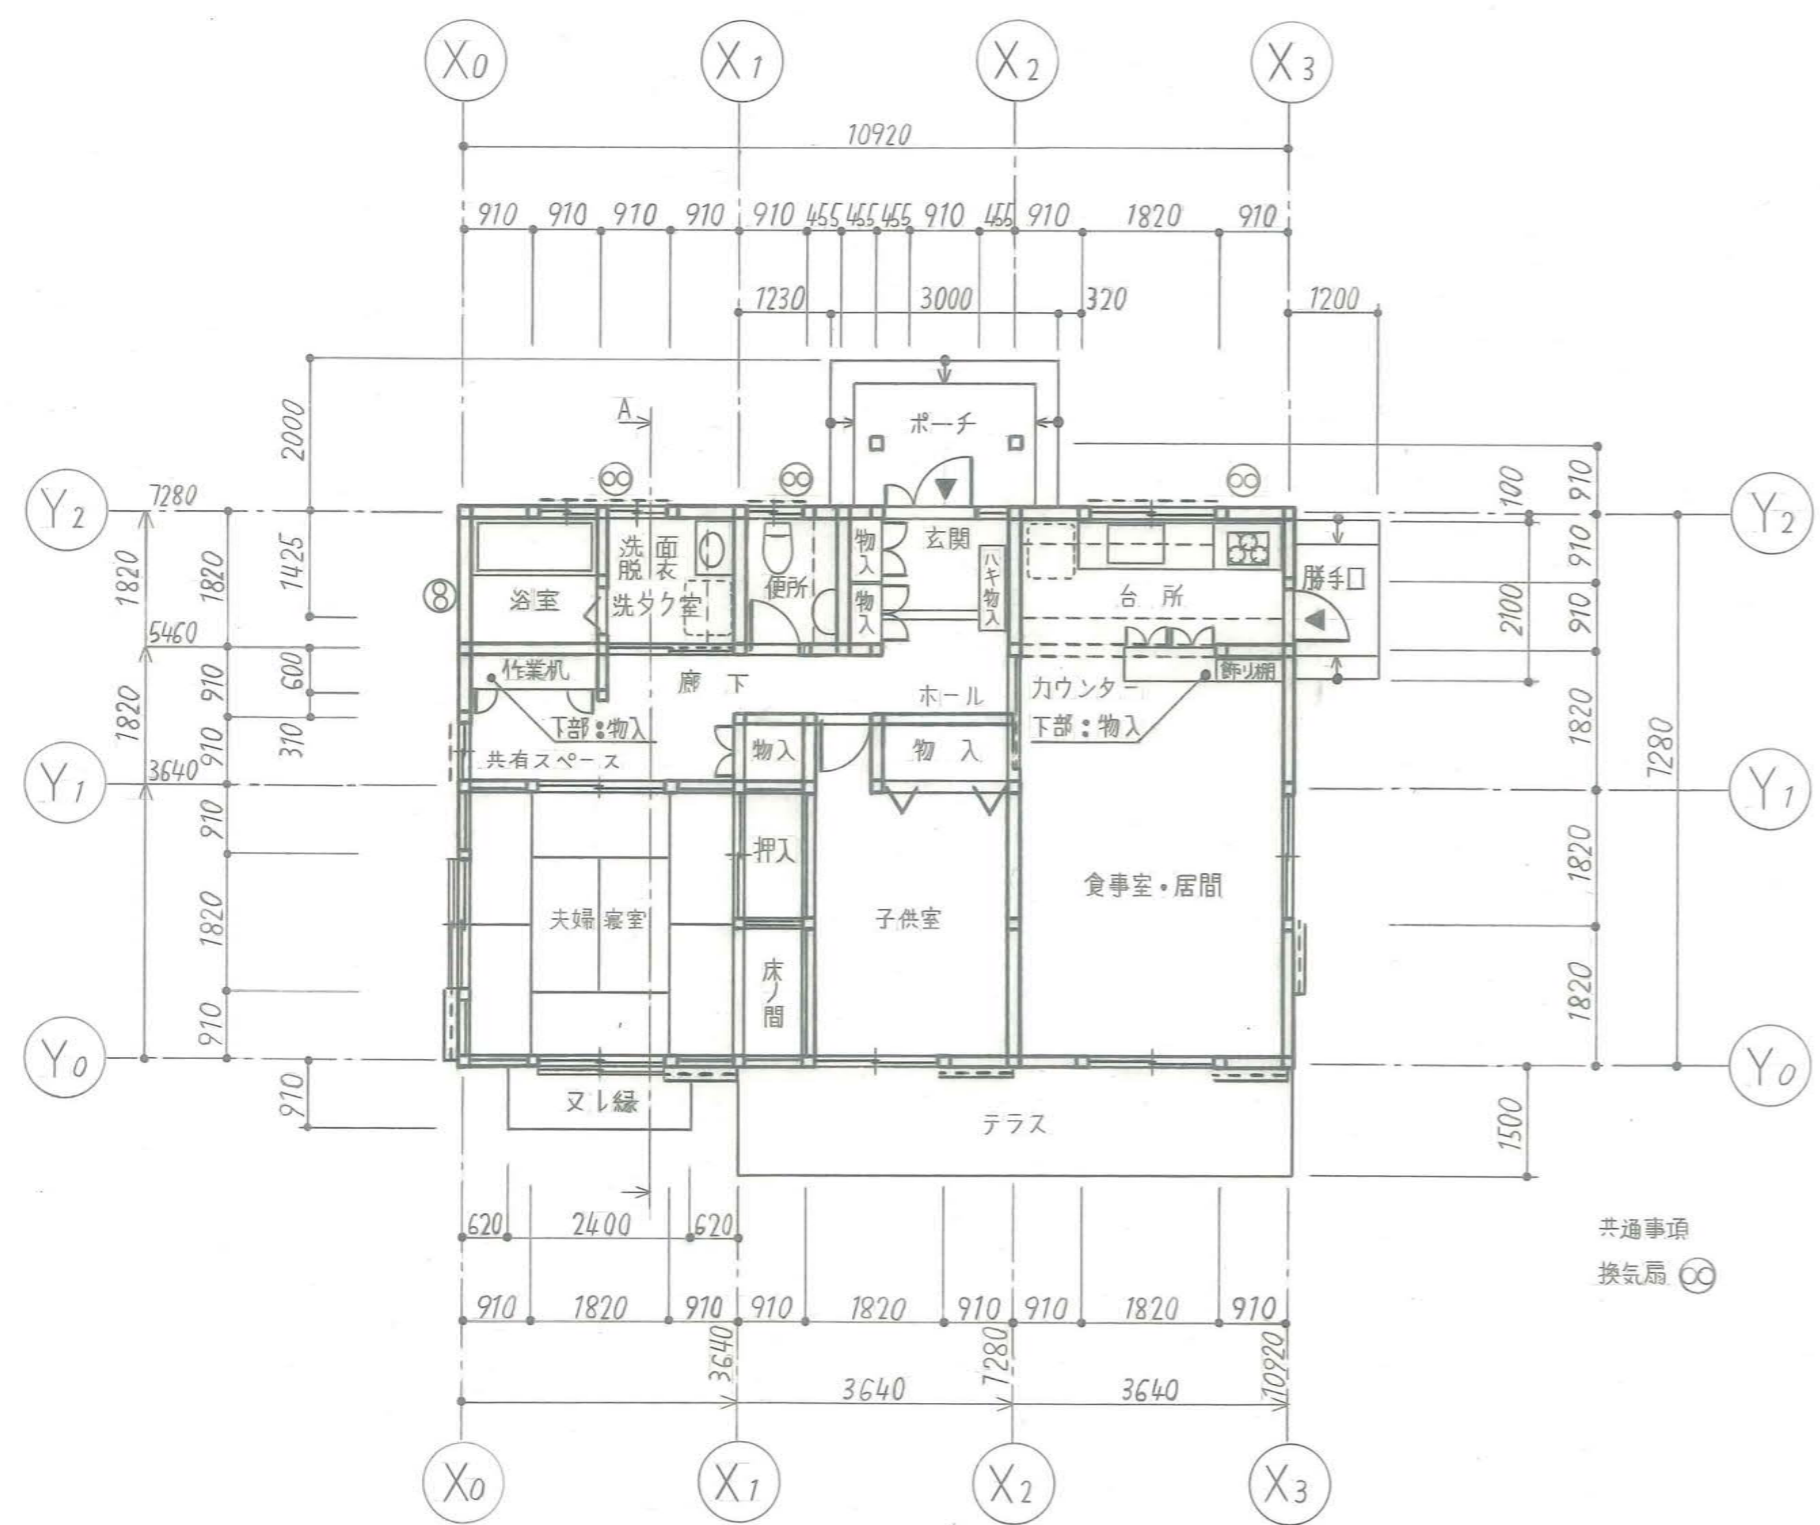 X0 X1 X2 X3
10920
910 910 910 910 910 455 455 455 910 455 910 1820 910
1230 3000 320 1200
2000
A
ポーチ
Y2
7280
1820
1820
1425
100
910
Y2
洗面
脱衣
洗タク室
浴室
便所
物入
物入
玄関
ハキ物入
台所
勝手口
910
2100
910
5460
作業机
廊下
ホール
カウンター
飾り棚
下部:物入
下部:物入
1820
910
600
910
310
1820
7280
共有スペース
物入
物入
Y1
3640
Y1
910
押入
食事室・居間
1820
夫婦寝室
子供室
1820
床ノ間
1820
910
Y0
Y0
910
ヌレ縁
テラス
1500
620 2400 620
共通事項
換気扇
910 1820 910 910 1820 910 910 1820 910
3640 7280 10920
3640 3640
X0 X1 X2 X3